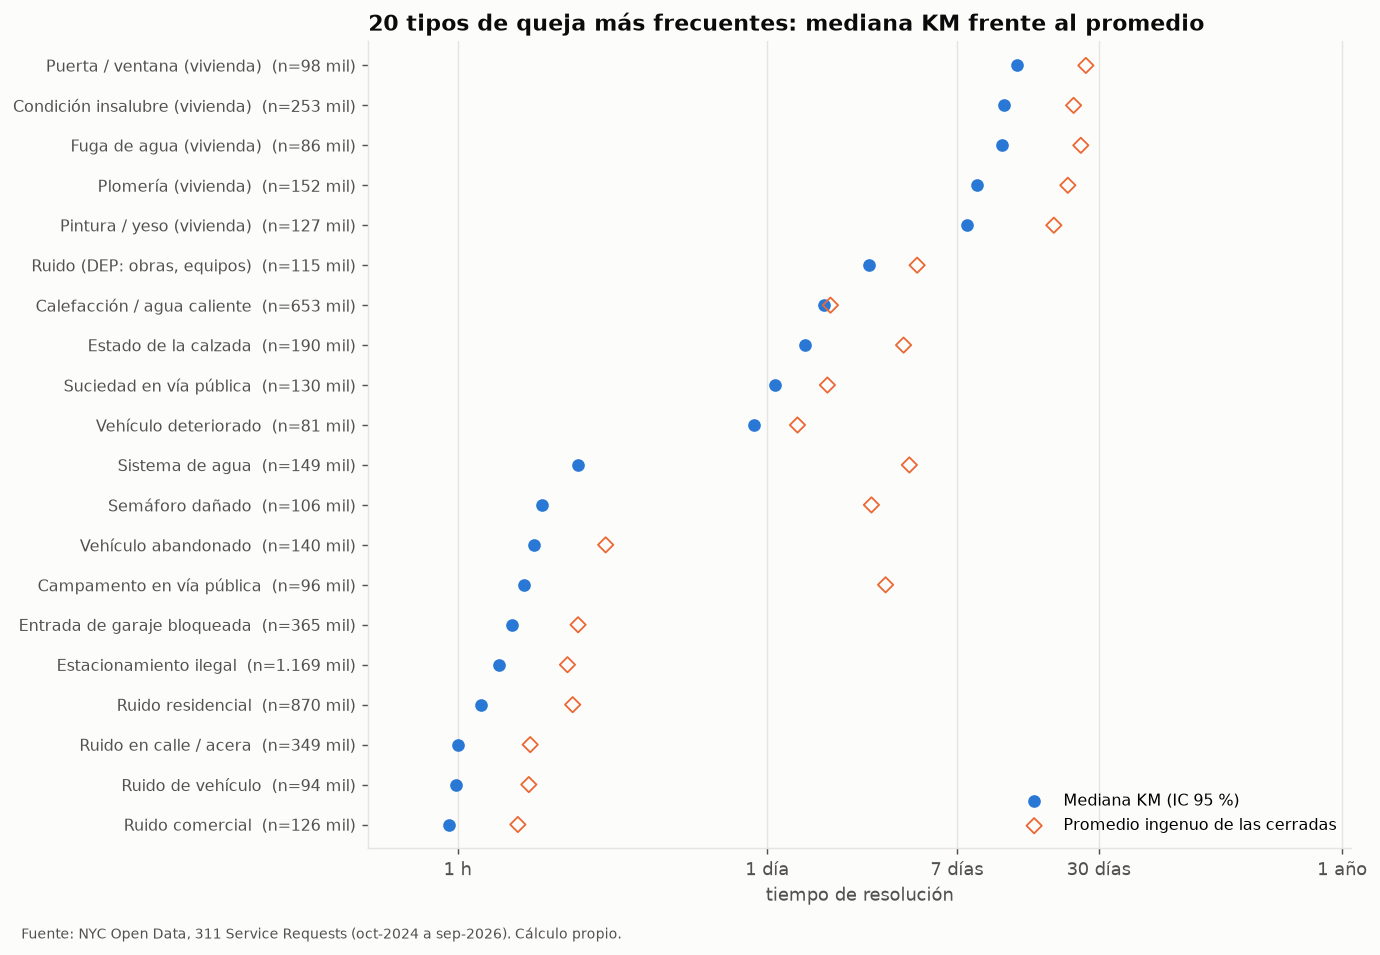 20 tipos de queja más frecuentes: mediana KM frente al promedio
Puerta / ventana (vivienda) (n=98 mil)
Condición insalubre (vivienda) (n=253 mil)
Fuga de agua (vivienda) (n=86 mil)
Plomería (vivienda) (n=152 mil)
Pintura / yeso (vivienda) (n=127 mil)
Ruido (DEP: obras, equipos) (n=115 mil)
Calefacción / agua caliente (n=653 mil)
Estado de la calzada (n=190 mil)
Suciedad en vía pública (n=130 mil)
Vehículo deteriorado (n=81 mil)
Sistema de agua (n=149 mil)
Semáforo dañado (n=106 mil)
Vehículo abandonado (n=140 mil)
Campamento en vía pública (n=96 mil)
Entrada de garaje bloqueada (n=365 mil)
Estacionamiento ilegal (n=1.169 mil)
Ruido residencial (n=870 mil)
Ruido en calle / acera (n=349 mil)
Ruido de vehículo (n=94 mil)
Ruido comercial (n=126 mil)
Mediana KM (IC 95 %)
Promedio ingenuo de las cerradas
1 h 1 día 7 días 30 días 1 año
tiempo de resolución
Fuente: NYC Open Data, 311 Service Requests (oct-2024 a sep-2026). Cálculo propio.